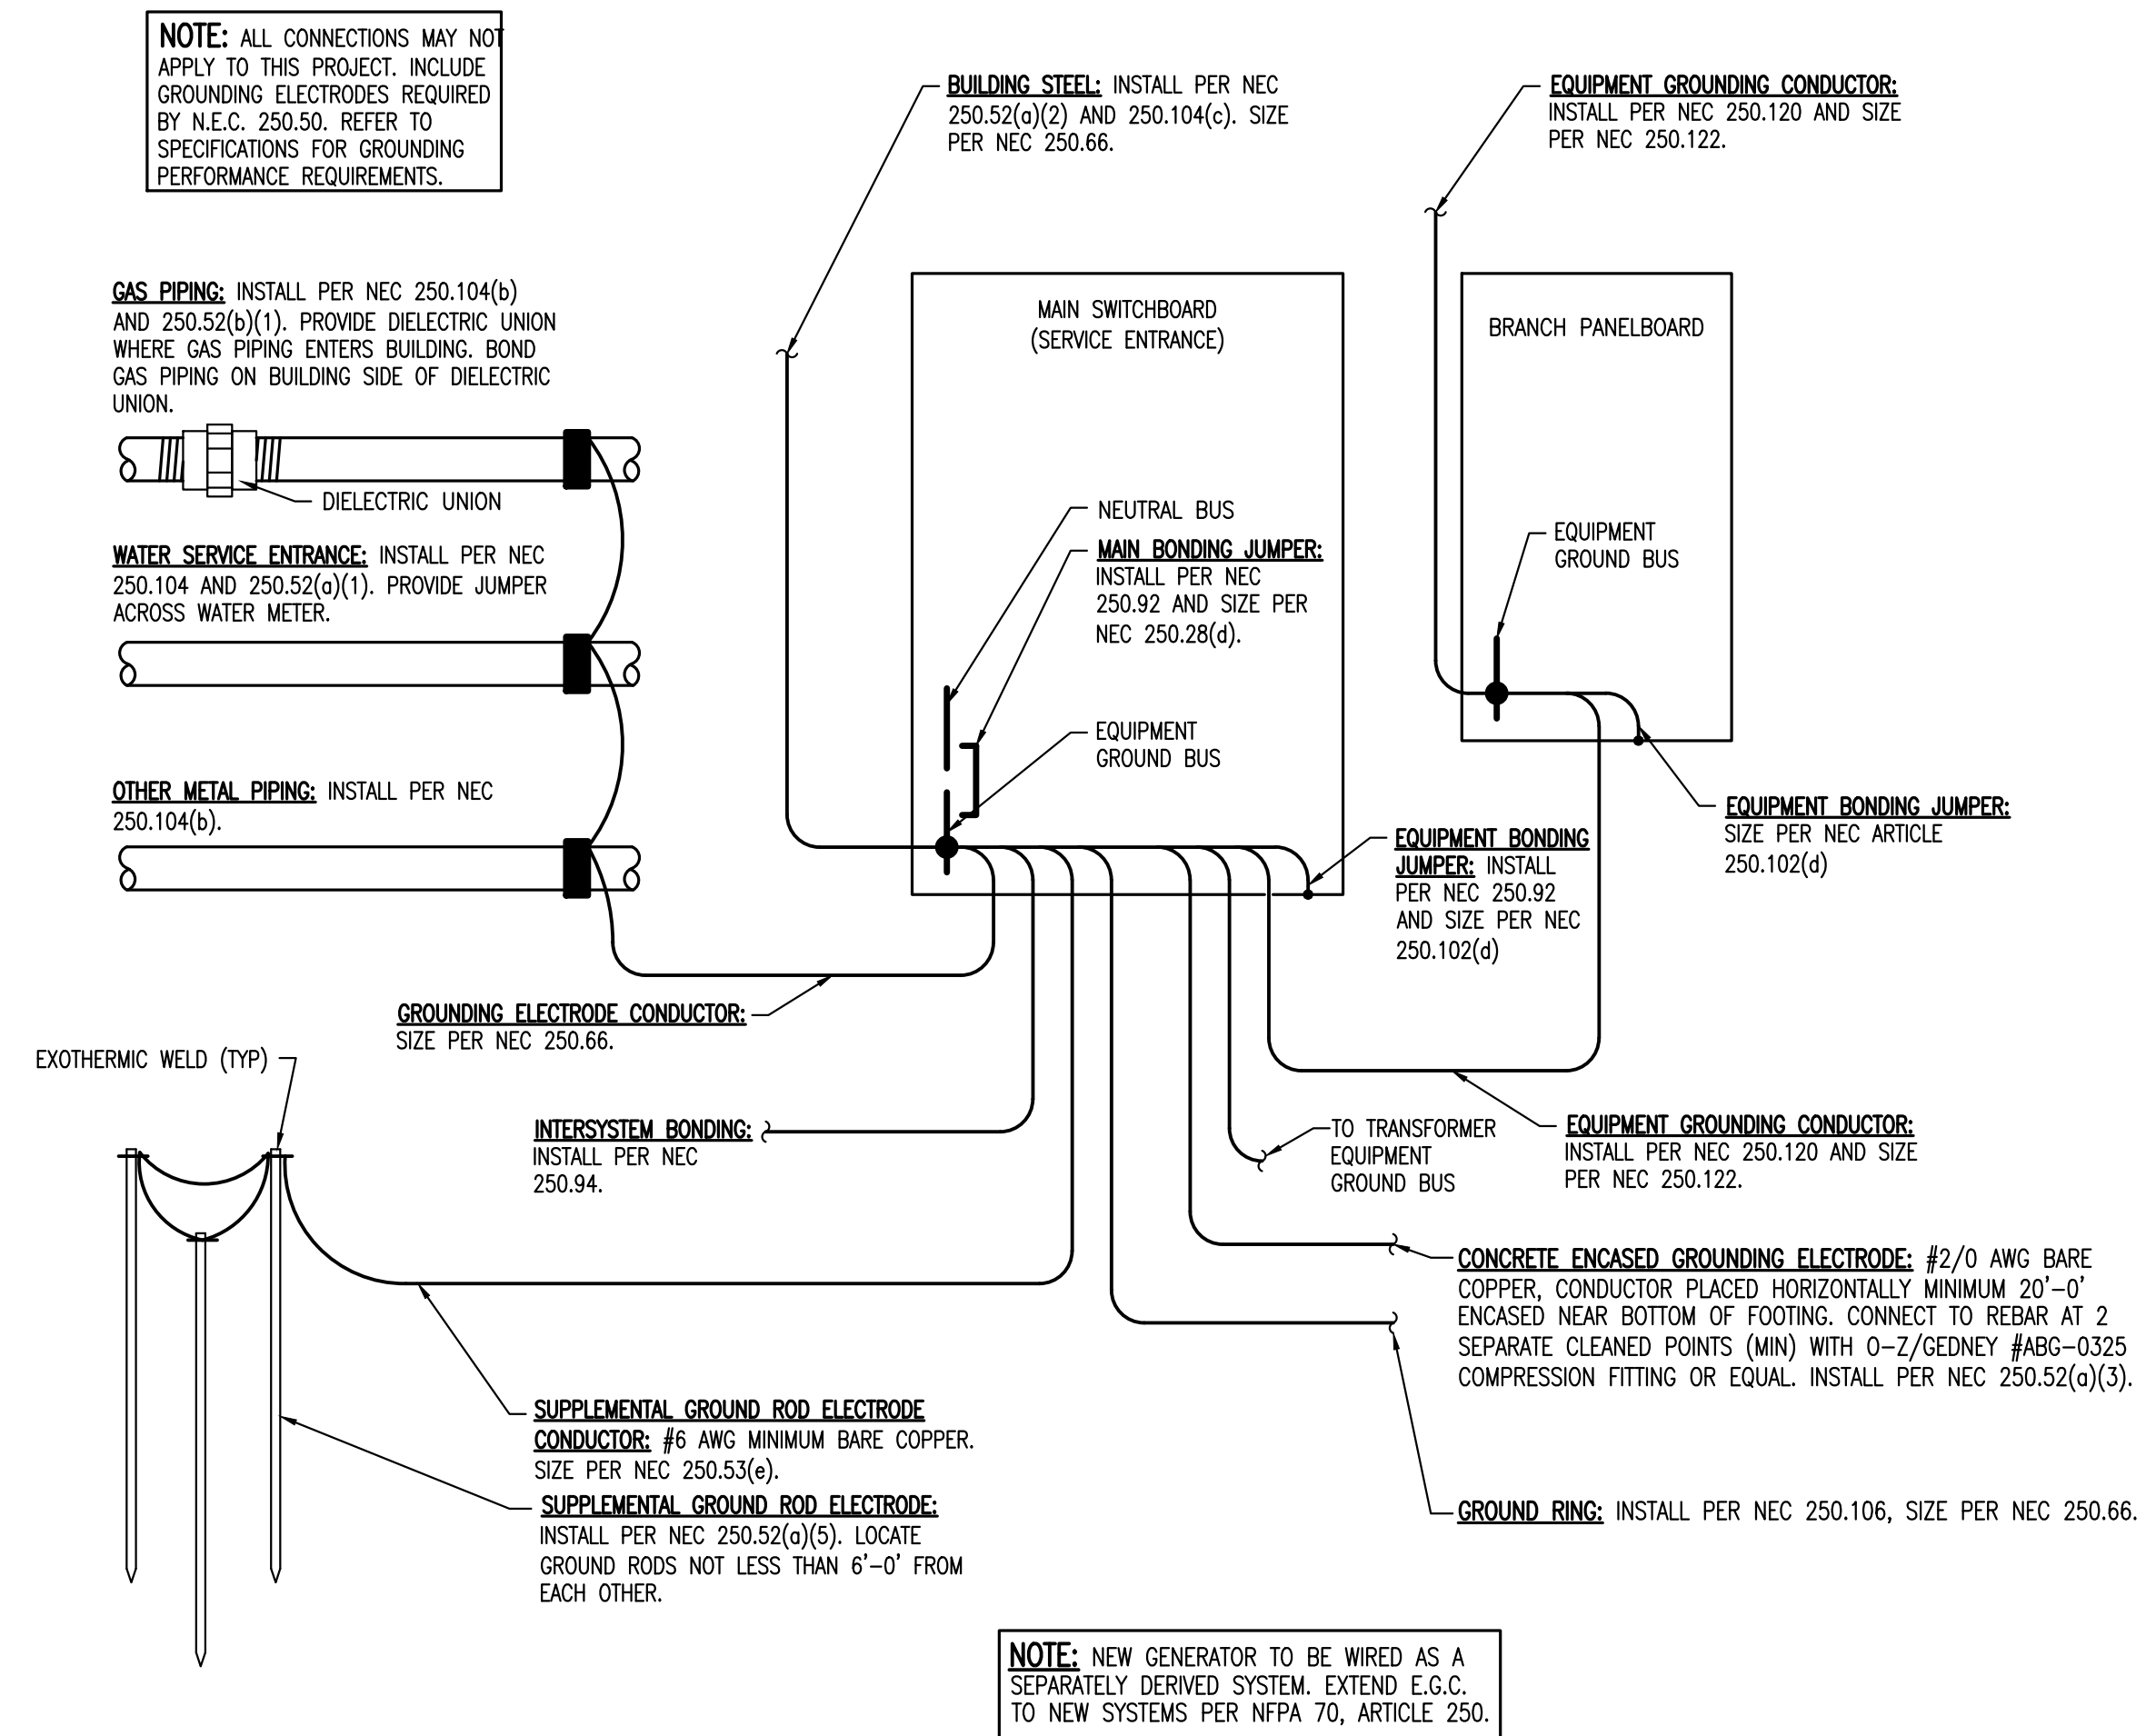 NOTE: ALL CONNECTIONS MAY NOT
APPLY TO THIS PROJECT. INCLUDE
GROUNDING ELECTRODES REQUIRED
BY N.E.C. 250.50. REFER TO
SPECIFICATIONS FOR GROUNDING
PERFORMANCE REQUIREMENTS.
BUILDING STEEL: INSTALL PER NEC
250.52(a)(2) AND 250.104(c). SIZE
PER NEC 250.66.
EQUIPMENT GROUNDING CONDUCTOR:
INSTALL PER NEC 250.120 AND SIZE
PER NEC 250.122.
GAS PIPING: INSTALL PER NEC 250.104(b)
AND 250.52(b)(1). PROVIDE DIELECTRIC UNION
WHERE GAS PIPING ENTERS BUILDING. BOND
GAS PIPING ON BUILDING SIDE OF DIELECTRIC
UNION.
DIELECTRIC UNION
WATER SERVICE ENTRANCE: INSTALL PER NEC
250.104 AND 250.52(a)(1). PROVIDE JUMPER
ACROSS WATER METER.
OTHER METAL PIPING: INSTALL PER NEC
250.104(b).
MAIN SWITCHBOARD
(SERVICE ENTRANCE)
NEUTRAL BUS
MAIN BONDING JUMPER:
INSTALL PER NEC
250.92 AND SIZE PER
NEC 250.28(d).
EQUIPMENT
GROUND BUS
BRANCH PANELBOARD
EQUIPMENT
GROUND BUS
EQUIPMENT BONDING JUMPER:
SIZE PER NEC ARTICLE
250.102(d)
EQUIPMENT BONDING
JUMPER: INSTALL
PER NEC 250.92
AND SIZE PER NEC
250.102(d)
GROUNDING ELECTRODE CONDUCTOR:
SIZE PER NEC 250.66.
EXOTHERMIC WELD (TYP)
INTERSYSTEM BONDING:
INSTALL PER NEC
250.94.
TO TRANSFORMER
EQUIPMENT
GROUND BUS
EQUIPMENT GROUNDING CONDUCTOR:
INSTALL PER NEC 250.120 AND SIZE
PER NEC 250.122.
CONCRETE ENCASED GROUNDING ELECTRODE: #2/0 AWG BARE
COPPER, CONDUCTOR PLACED HORIZONTALLY MINIMUM 20'-0'
ENCASED NEAR BOTTOM OF FOOTING. CONNECT TO REBAR AT 2
SEPARATE CLEANED POINTS (MIN) WITH O-Z/GEDNEY #ABG-0325
COMPRESSION FITTING OR EQUAL. INSTALL PER NEC 250.52(a)(3).
SUPPLEMENTAL GROUND ROD ELECTRODE
CONDUCTOR: #6 AWG MINIMUM BARE COPPER.
SIZE PER NEC 250.53(e).
SUPPLEMENTAL GROUND ROD ELECTRODE:
INSTALL PER NEC 250.52(a)(5). LOCATE
GROUND RODS NOT LESS THAN 6'-0' FROM
EACH OTHER.
GROUND RING: INSTALL PER NEC 250.106, SIZE PER NEC 250.66.
NOTE: NEW GENERATOR TO BE WIRED AS A
SEPARATELY DERIVED SYSTEM. EXTEND E.G.C.
TO NEW SYSTEMS PER NFPA 70, ARTICLE 250.